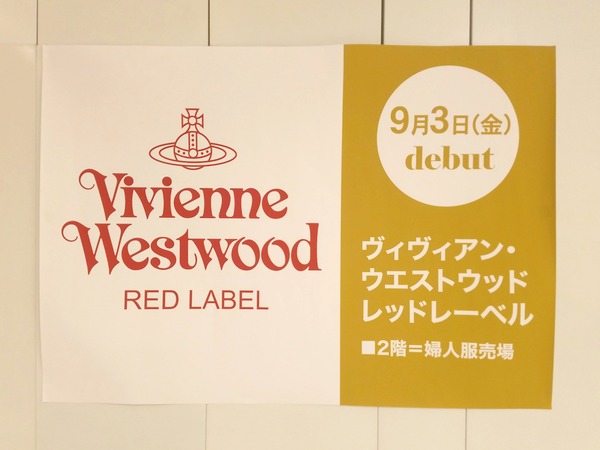 Vivienne
Westwood
RED LABEL
9月3日(金)
debut
ヴィヴィアン・
ウエストウッド
レッドレーベル
■2階=婦人服売場